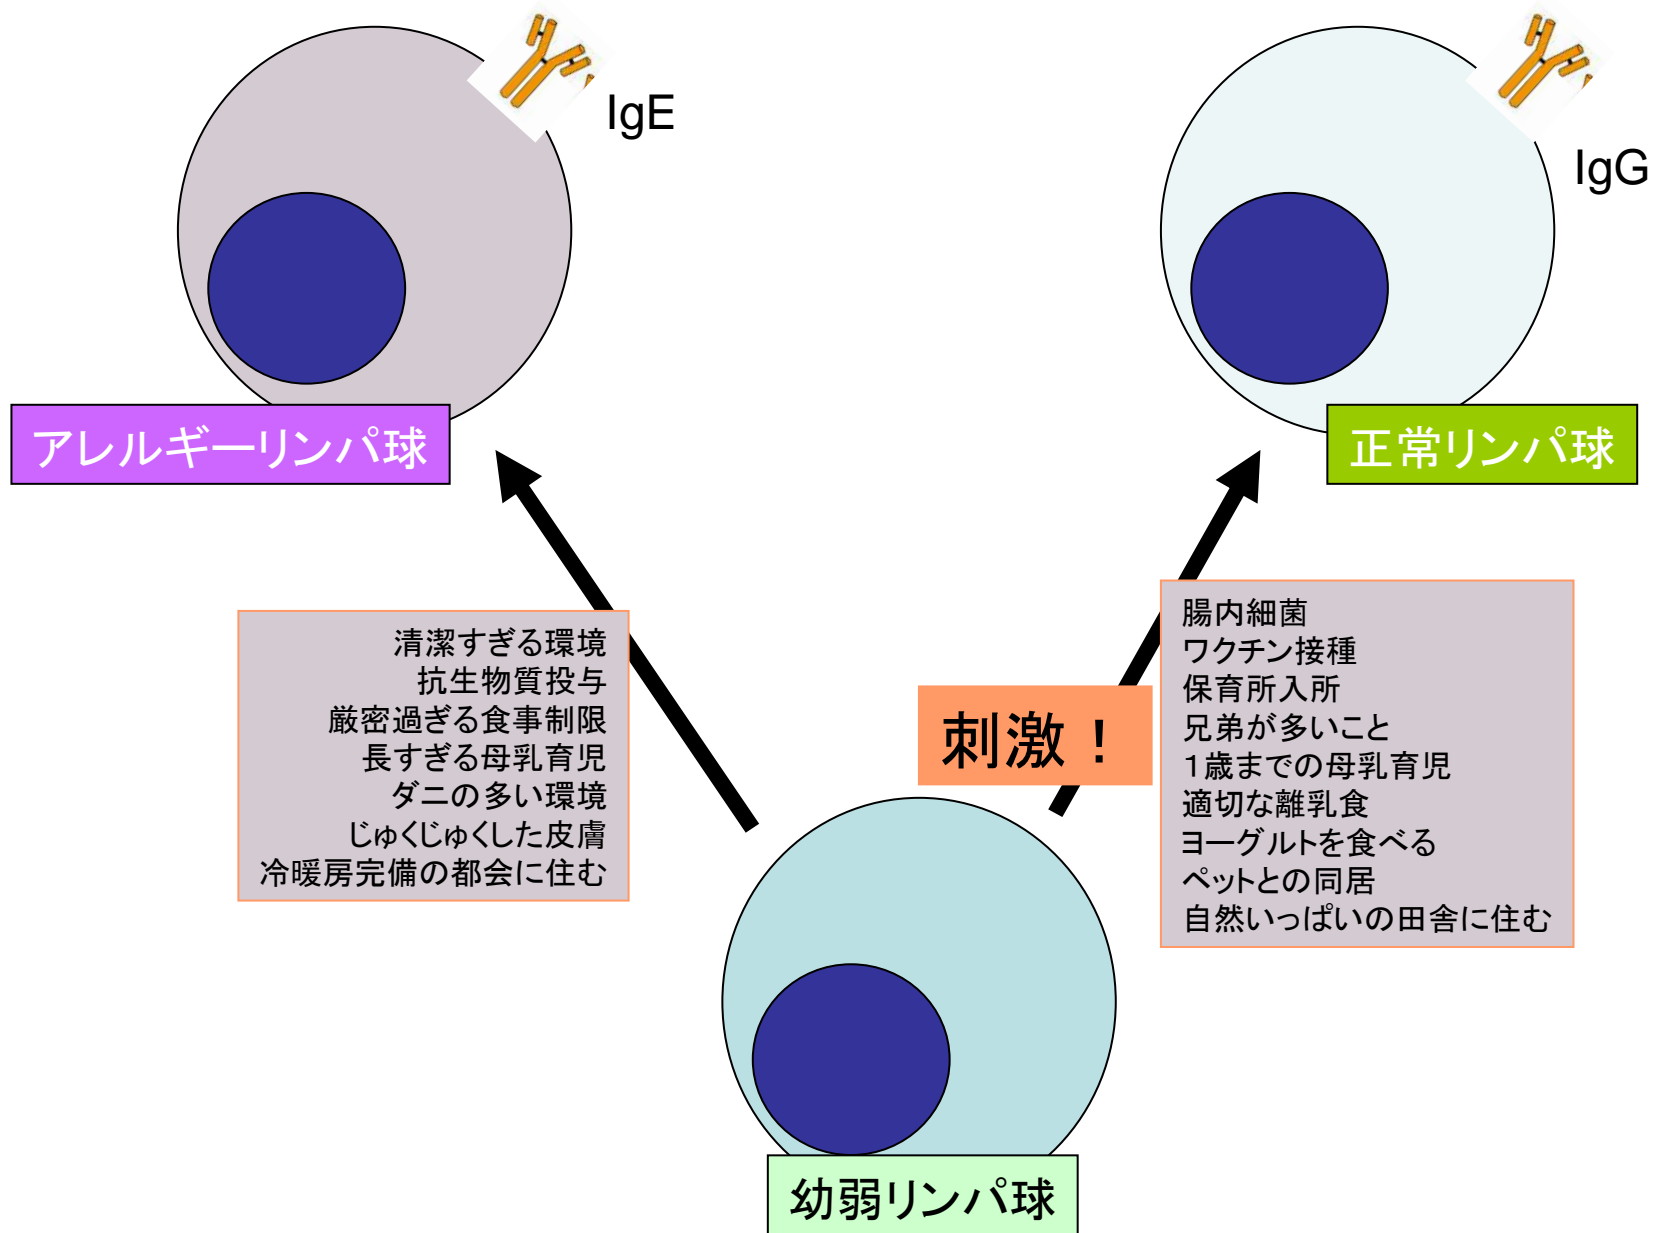 IgE
IgG
アレルギーリンパ球
正常リンパ球
清潔すぎる環境
抗生物質投与
厳密過ぎる食事制限
長すぎる母乳育児
ダニの多い環境
じゅくじゅくした皮膚
冷暖房完備の都会に住む
刺激！
腸内細菌
ワクチン接種
保育所入所
兄弟が多いこと
１歳までの母乳育児
適切な離乳食
ヨーグルトを食べる
ペットとの同居
自然いっぱいの田舎に住む
幼弱リンパ球